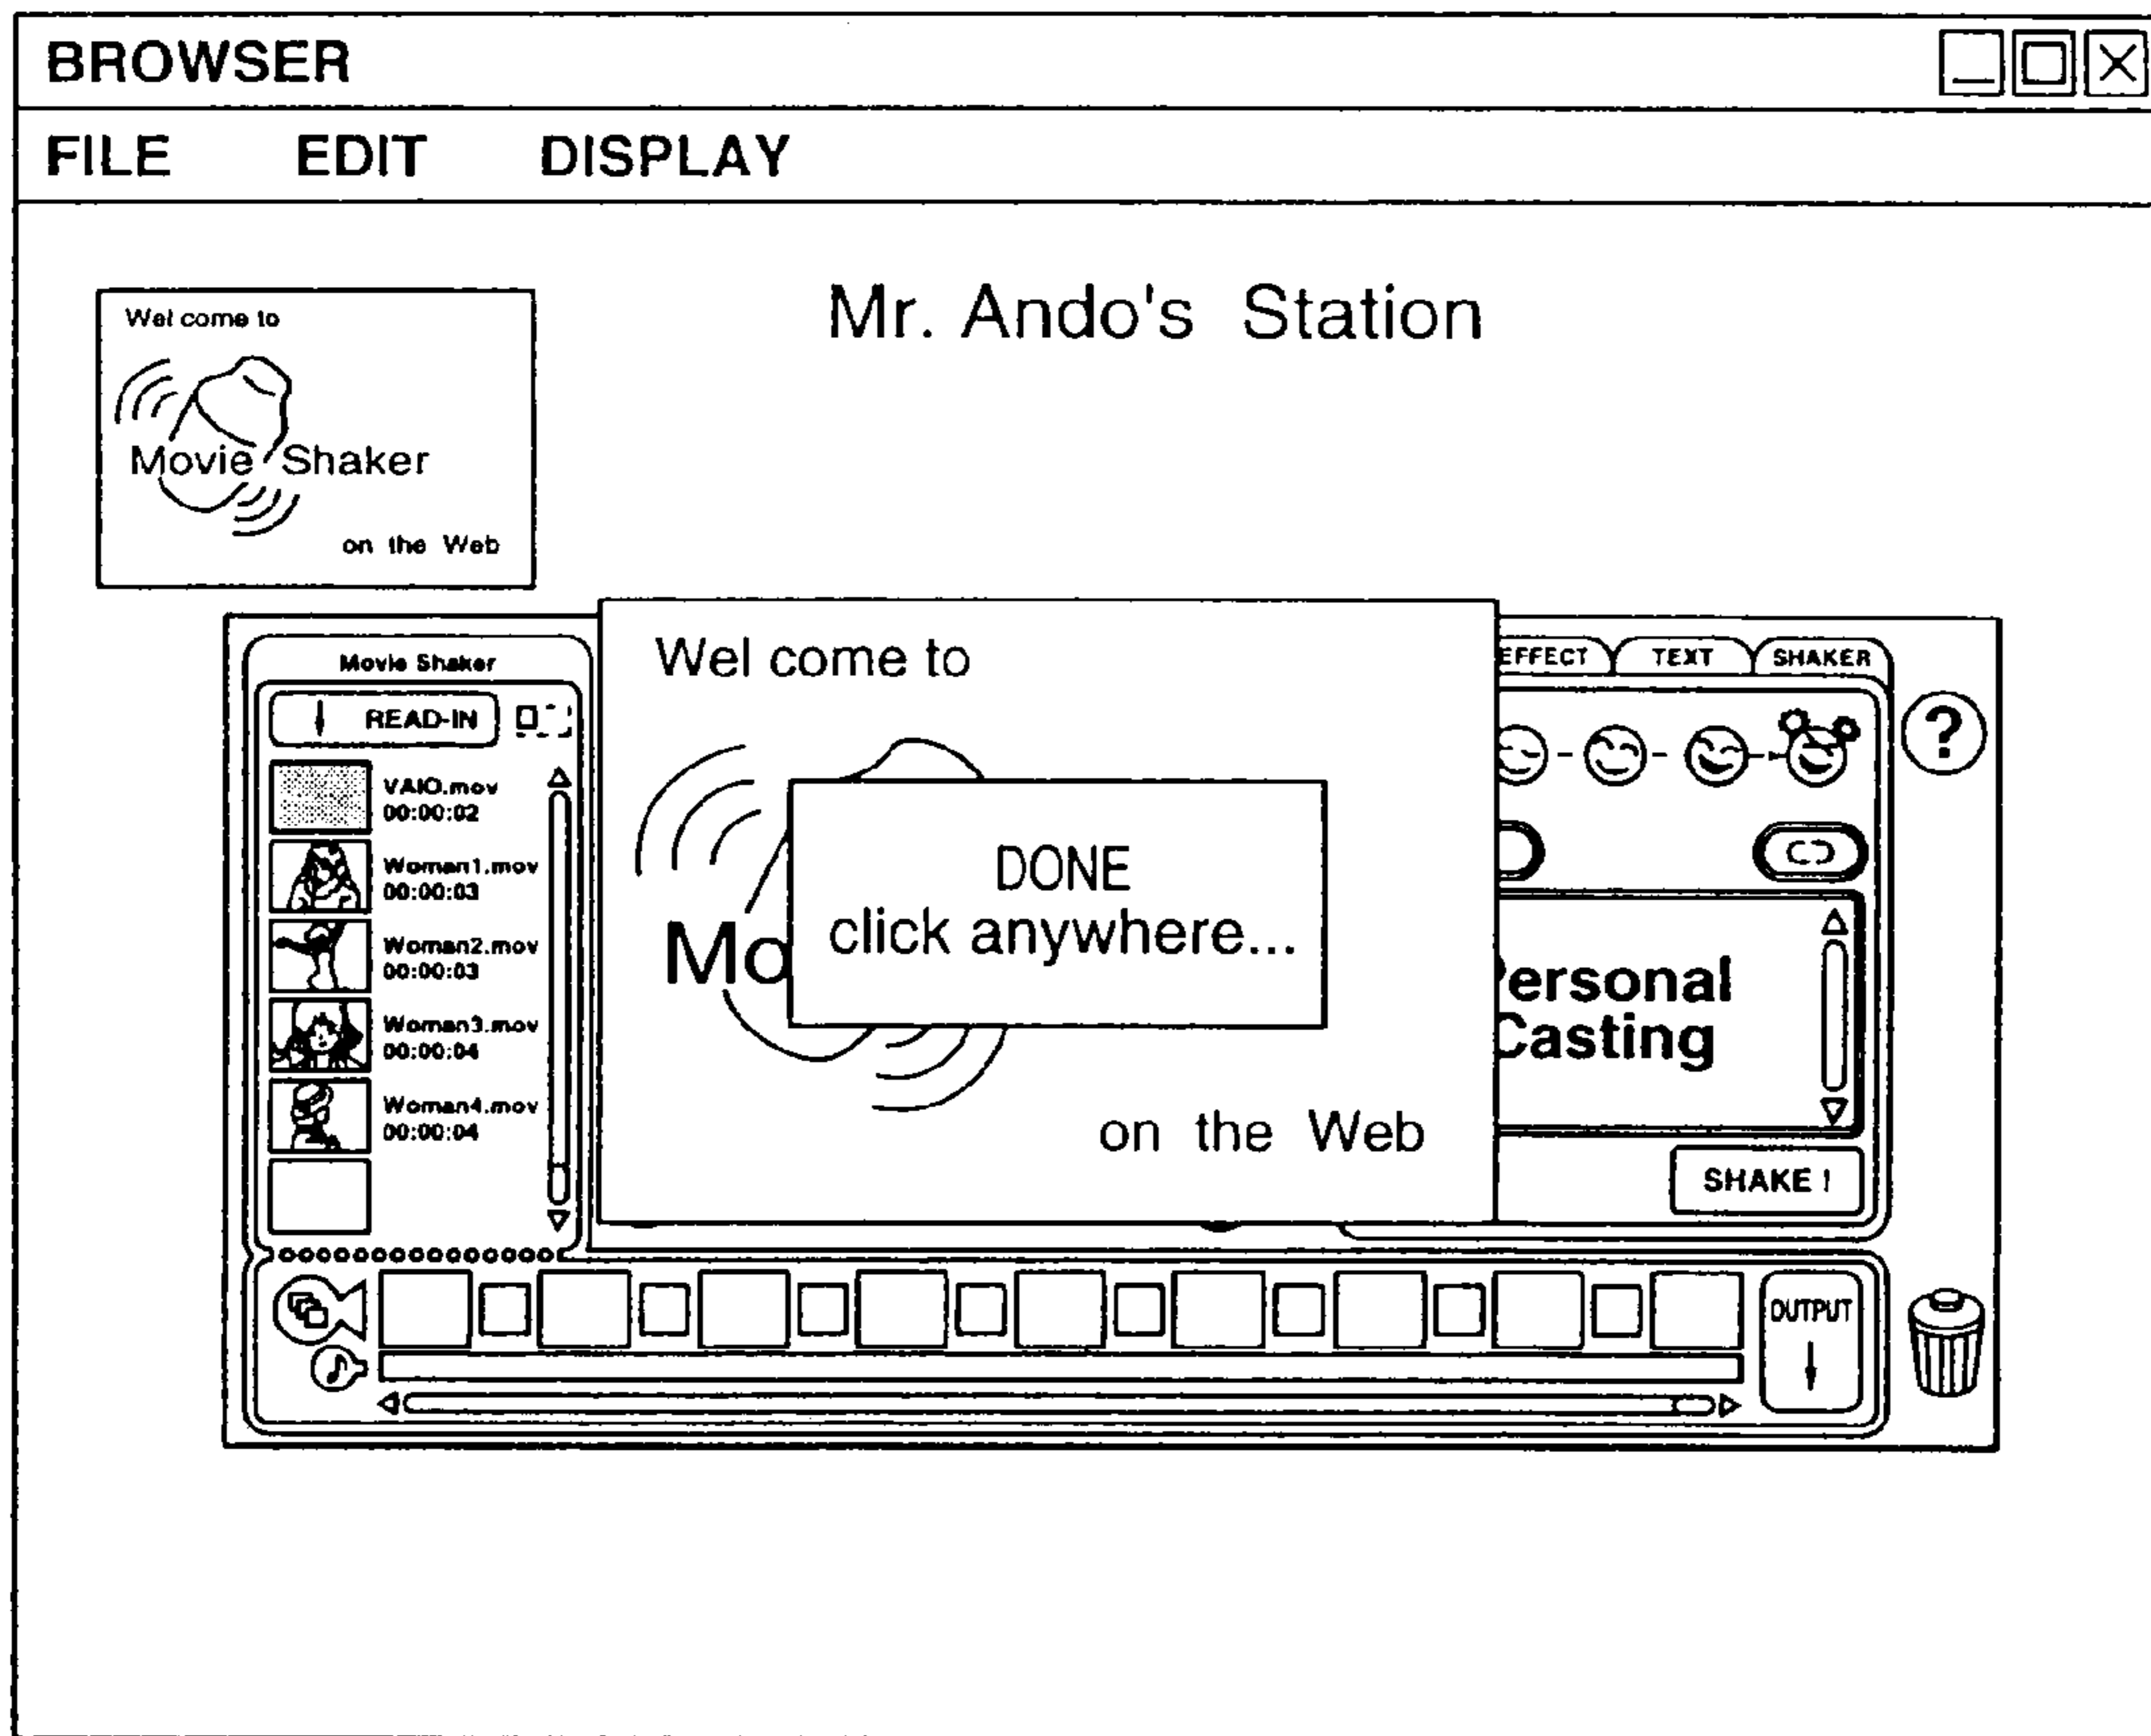 BROWSER
FILE EDIT DISPLAY
Mr. Ando's Station
Wel come to
Movie Shaker
on the Web
Movie Shaker
READ-IN
VAIO.mov
00:00:02
Woman1.mov
00:00:03
Woman2.mov
00:00:03
Woman3.mov
00:00:04
Woman4.mov
00:00:04
Wel come to
Mo
DONE
click anywhere...
on the Web
EFFECT TEXT SHAKER
?
ersonal
Casting
SHAKE !
OUTPUT